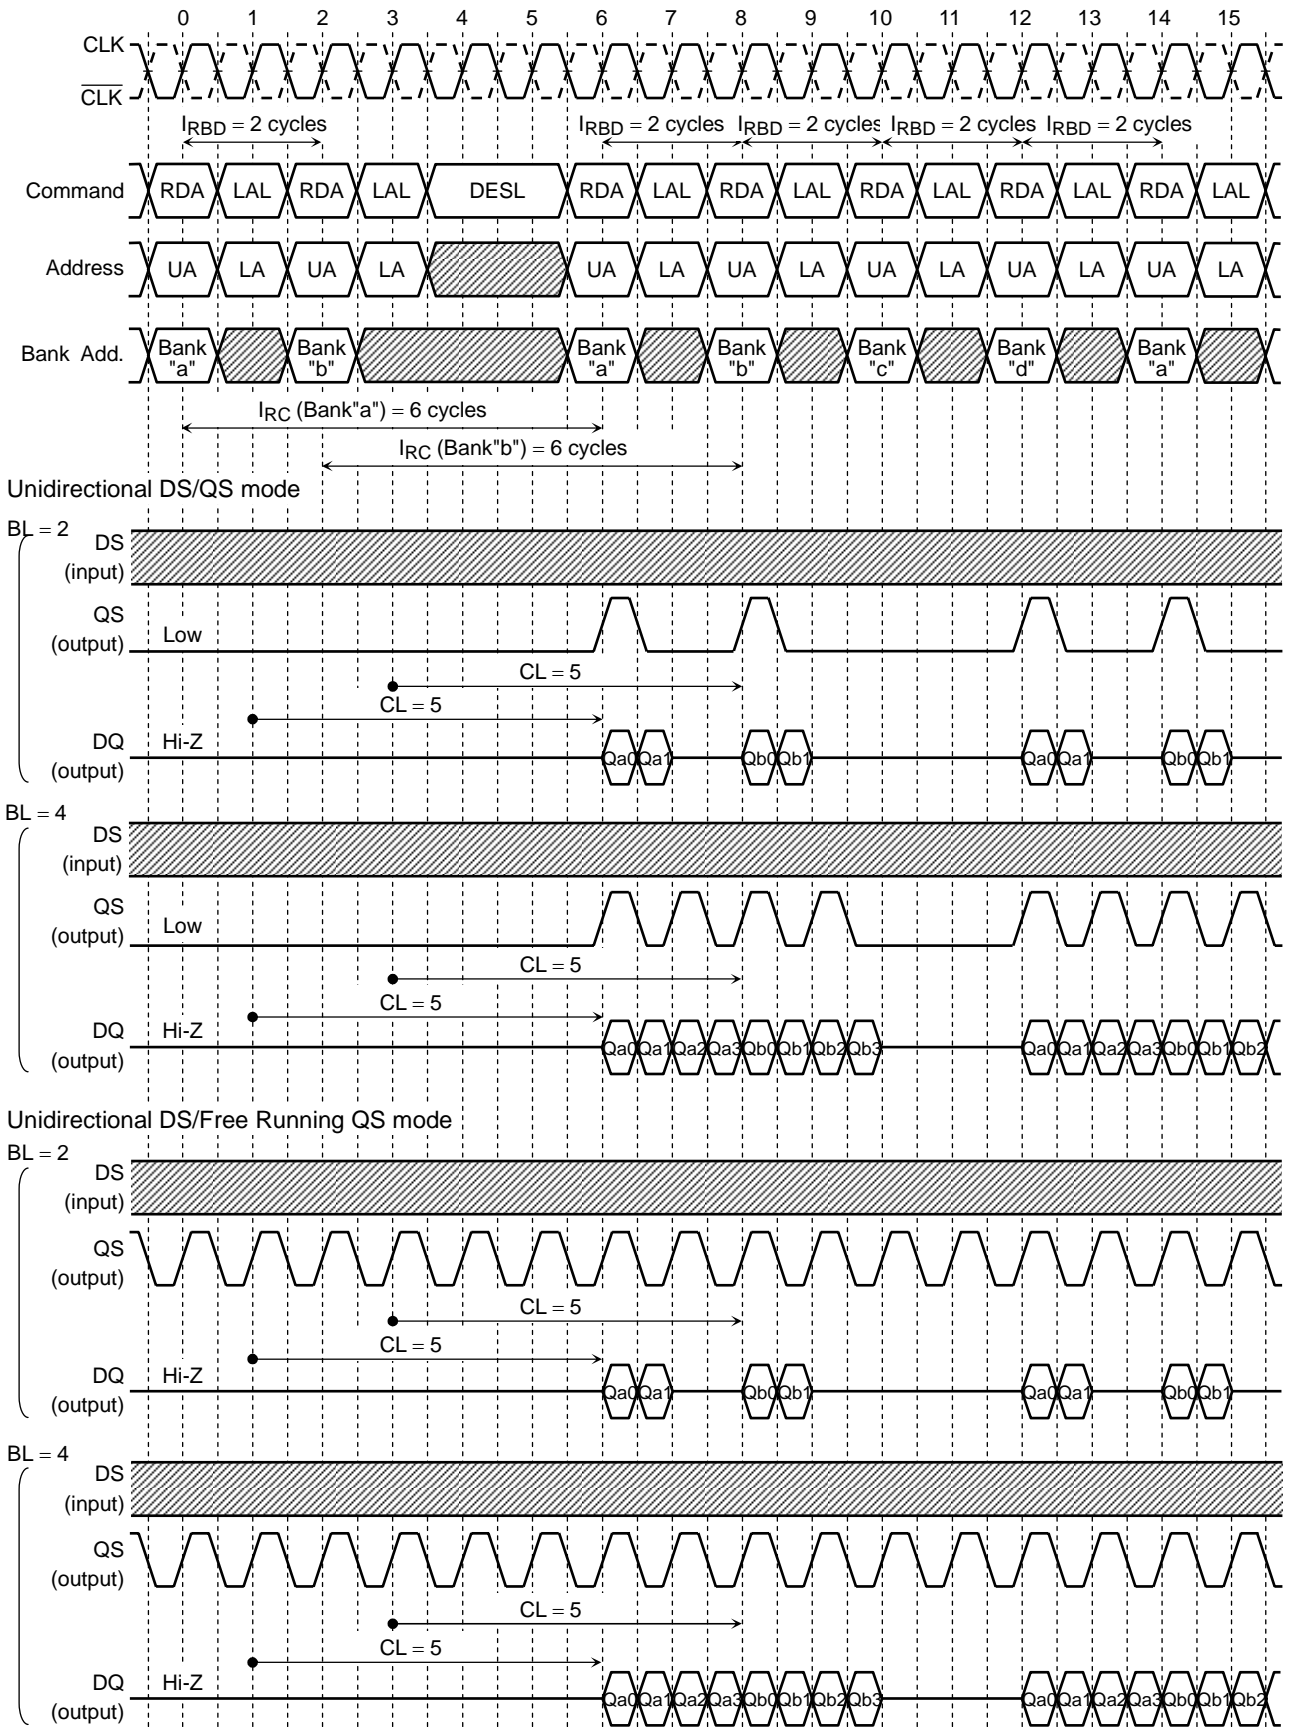 0 1 2 3 4 5 6 7 8 9 10 11 12 13 14 15
CLK
CLK
IRBD = 2 cycles IRBD = 2 cycles IRBD = 2 cycles IRBD = 2 cycles IRBD = 2 cycles
Command RDA LAL RDA LAL DESL RDA LAL RDA LAL RDA LAL RDA LAL RDA LAL
Address UA LA UA LA UA LA UA LA UA LA UA LA UA LA
Bank Add. Bank "a" Bank "b" Bank "a" Bank "b" Bank "c" Bank "d" Bank "a"
IRC (Bank"a") = 6 cycles
IRC (Bank"b") = 6 cycles
Unidirectional DS/QS mode
BL = 2
DS
(input)
QS
(output) Low
CL = 5
CL = 5
DQ Hi-Z
(output) Qa0 Qa1 Qb0 Qb1 Qa0 Qa1 Qb0 Qb1
BL = 4
DS
(input)
QS
(output) Low
CL = 5
CL = 5
DQ Hi-Z
(output) Qa0 Qa1 Qa2 Qa3 Qb0 Qb1 Qb2 Qb3 Qa0 Qa1 Qa2 Qa3 Qb0 Qb1 Qb2
Unidirectional DS/Free Running QS mode
BL = 2
DS
(input)
QS
(output)
CL = 5
CL = 5
DQ Hi-Z
(output) Qa0 Qa1 Qb0 Qb1 Qa0 Qa1 Qb0 Qb1
BL = 4
DS
(input)
QS
(output)
CL = 5
CL = 5
DQ Hi-Z
(output) Qa0 Qa1 Qa2 Qa3 Qb0 Qb1 Qb2 Qb3 Qa0 Qa1 Qa2 Qa3 Qb0 Qb1 Qb2